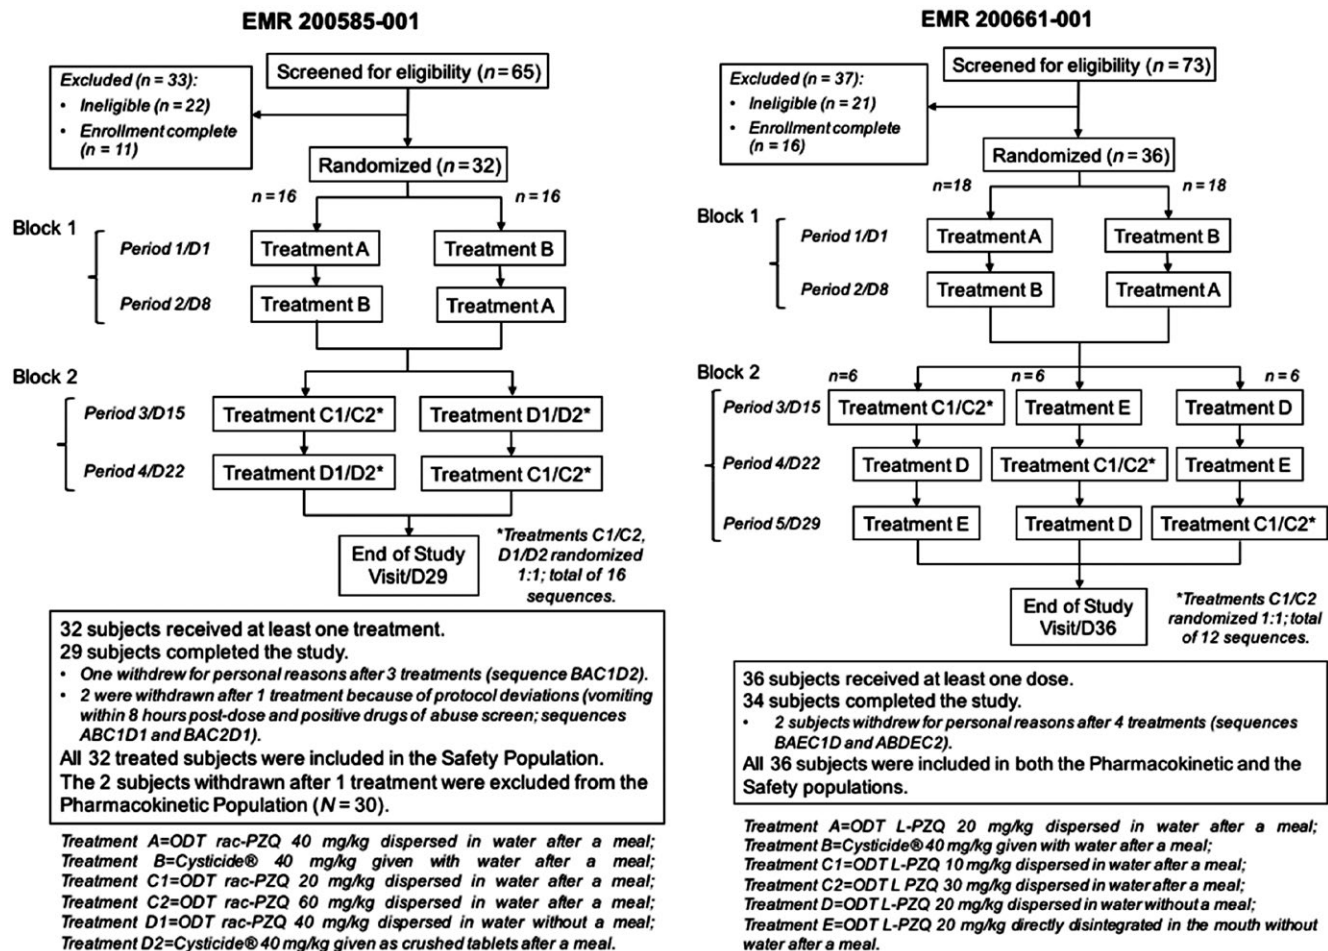 EMR 200585-001
Screened for eligibility (n = 65)
Excluded (n = 33):
• Ineligible (n = 22)
• Enrollment complete
(n = 11)
Randomized (n = 32)
n = 16
n = 16
Block 1
Period 1/D1
Treatment A
Treatment B
Period 2/D8
Treatment B
Treatment A
Block 2
Period 3/D15
Treatment C1/C2*
Treatment D1/D2*
Period 4/D22
Treatment D1/D2*
Treatment C1/C2*
End of Study
Visit/D29
*Treatments C1/C2,
D1/D2 randomized
1:1; total of 16
sequences.
32 subjects received at least one treatment.
29 subjects completed the study.
• One withdrew for personal reasons after 3 treatments (sequence BAC1D2).
• 2 were withdrawn after 1 treatment because of protocol deviations (vomiting
within 8 hours post-dose and positive drugs of abuse screen; sequences
ABC1D1 and BAC2D1).
All 32 treated subjects were included in the Safety Population.
The 2 subjects withdrawn after 1 treatment were excluded from the
Pharmacokinetic Population (N = 30).
Treatment A=ODT rac-PZQ 40 mg/kg dispersed in water after a meal;
Treatment B=Cysticide® 40 mg/kg given with water after a meal;
Treatment C1=ODT rac-PZQ 20 mg/kg dispersed in water after a meal;
Treatment C2=ODT rac-PZQ 60 mg/kg dispersed in water after a meal;
Treatment D1=ODT rac-PZQ 40 mg/kg dispersed in water without a meal;
Treatment D2=Cysticide® 40 mg/kg given as crushed tablets after a meal.
EMR 200661-001
Screened for eligibility (n = 73)
Excluded (n = 37):
• Ineligible (n = 21)
• Enrollment complete
(n = 16)
Randomized (n = 36)
n=18
n = 18
Block 1
Period 1/D1
Treatment A
Treatment B
Period 2/D8
Treatment B
Treatment A
Block 2
n=6
n=6
n = 6
Period 3/D15
Treatment C1/C2*
Treatment E
Treatment D
Period 4/D22
Treatment D
Treatment C1/C2*
Treatment E
Period 5/D29
Treatment E
Treatment D
Treatment C1/C2*
End of Study
Visit/D36
*Treatments C1/C2
randomized 1:1; total
of 12 sequences.
36 subjects received at least one dose.
34 subjects completed the study.
• 2 subjects withdrew for personal reasons after 4 treatments (sequences
BAEC1D and ABDEC2).
All 36 subjects were included in both the Pharmacokinetic and the
Safety populations.
Treatment A=ODT L-PZQ 20 mg/kg dispersed in water after a meal;
Treatment B=Cysticide® 40 mg/kg given with water after a meal;
Treatment C1=ODT L-PZQ 10 mg/kg dispersed in water after a meal;
Treatment C2=ODT L PZQ 30 mg/kg dispersed in water after a meal;
Treatment D=ODT L-PZQ 20 mg/kg dispersed in water without a meal;
Treatment E=ODT L-PZQ 20 mg/kg directly disintegrated in the mouth without
water after a meal.